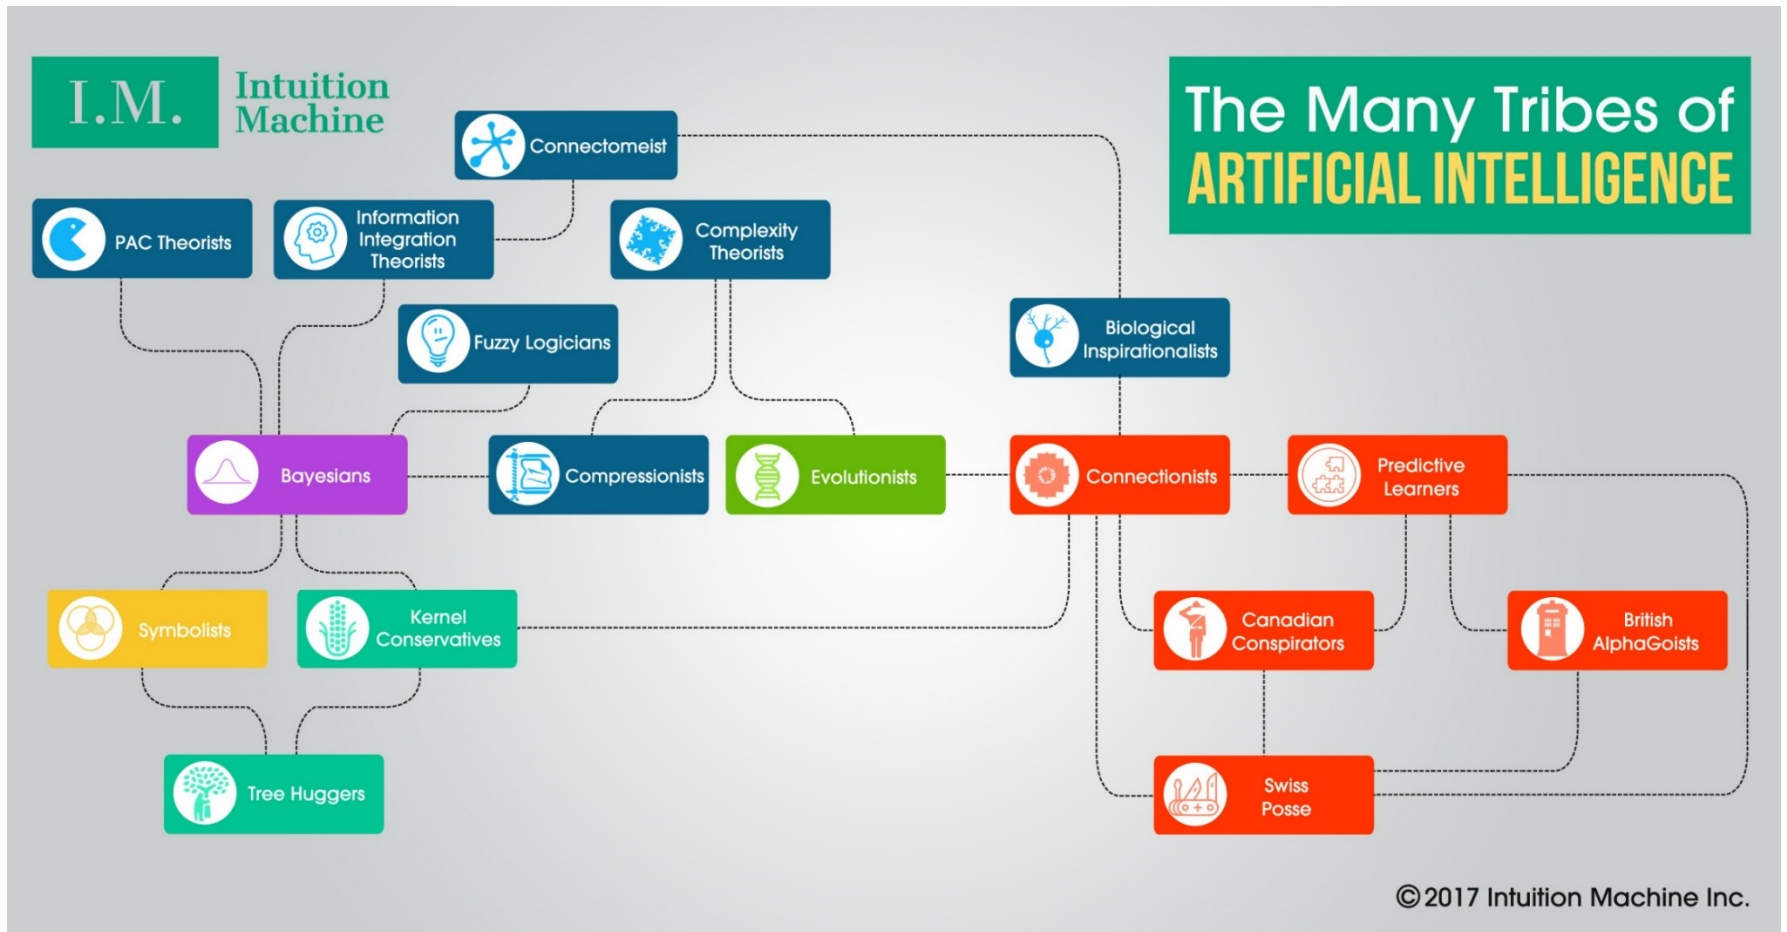 I.M.
Intuition
Machine
The Many Tribes of
ARTIFICIAL INTELLIGENCE
Connectomeist
PAC Theorists
Information
Integration
Theorists
Complexity
Theorists
Fuzzy Logicians
Biological
Inspirationalists
Bayesians
Compressionists
Evolutionists
Connectionists
Predictive
Learners
Symbolists
Kernel
Conservatives
Canadian
Conspirators
British
AlphaGoists
Tree Huggers
Swiss
Posse
©2017 Intuition Machine Inc.